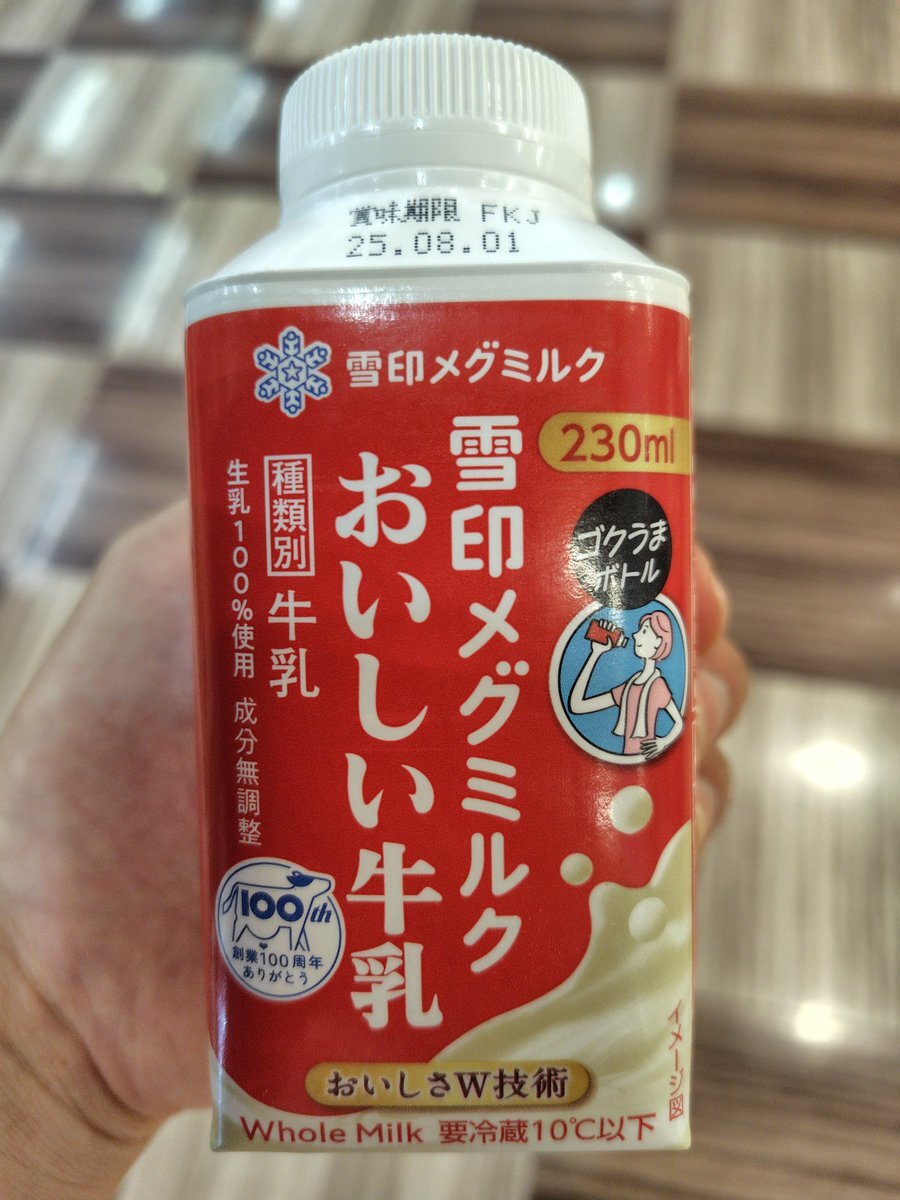 賞味期限 FKJ
25.08.01
雪印メグミルク
230ml
ゴクうま
ボトル
雪印メグミルク
おいしい牛乳
種類別 牛乳
生乳100%使用 成分無調整
100th
創業100周年
ありがとう
イメージ図
おいしさW技術
Whole Milk 要冷蔵10℃以下